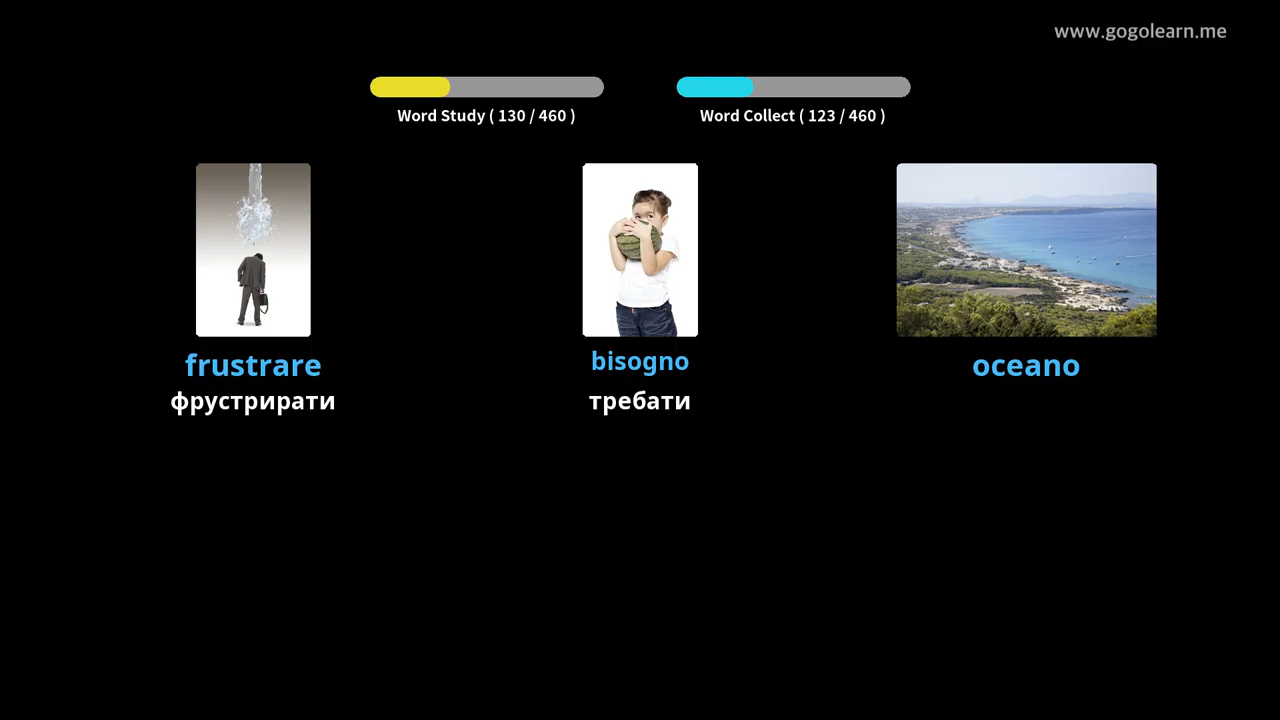 www.gogolearn.me
Word Study ( 130 / 460 )
Word Collect ( 123 / 460 )
frustrare
фрустрирати
bisogno
требати
oceano